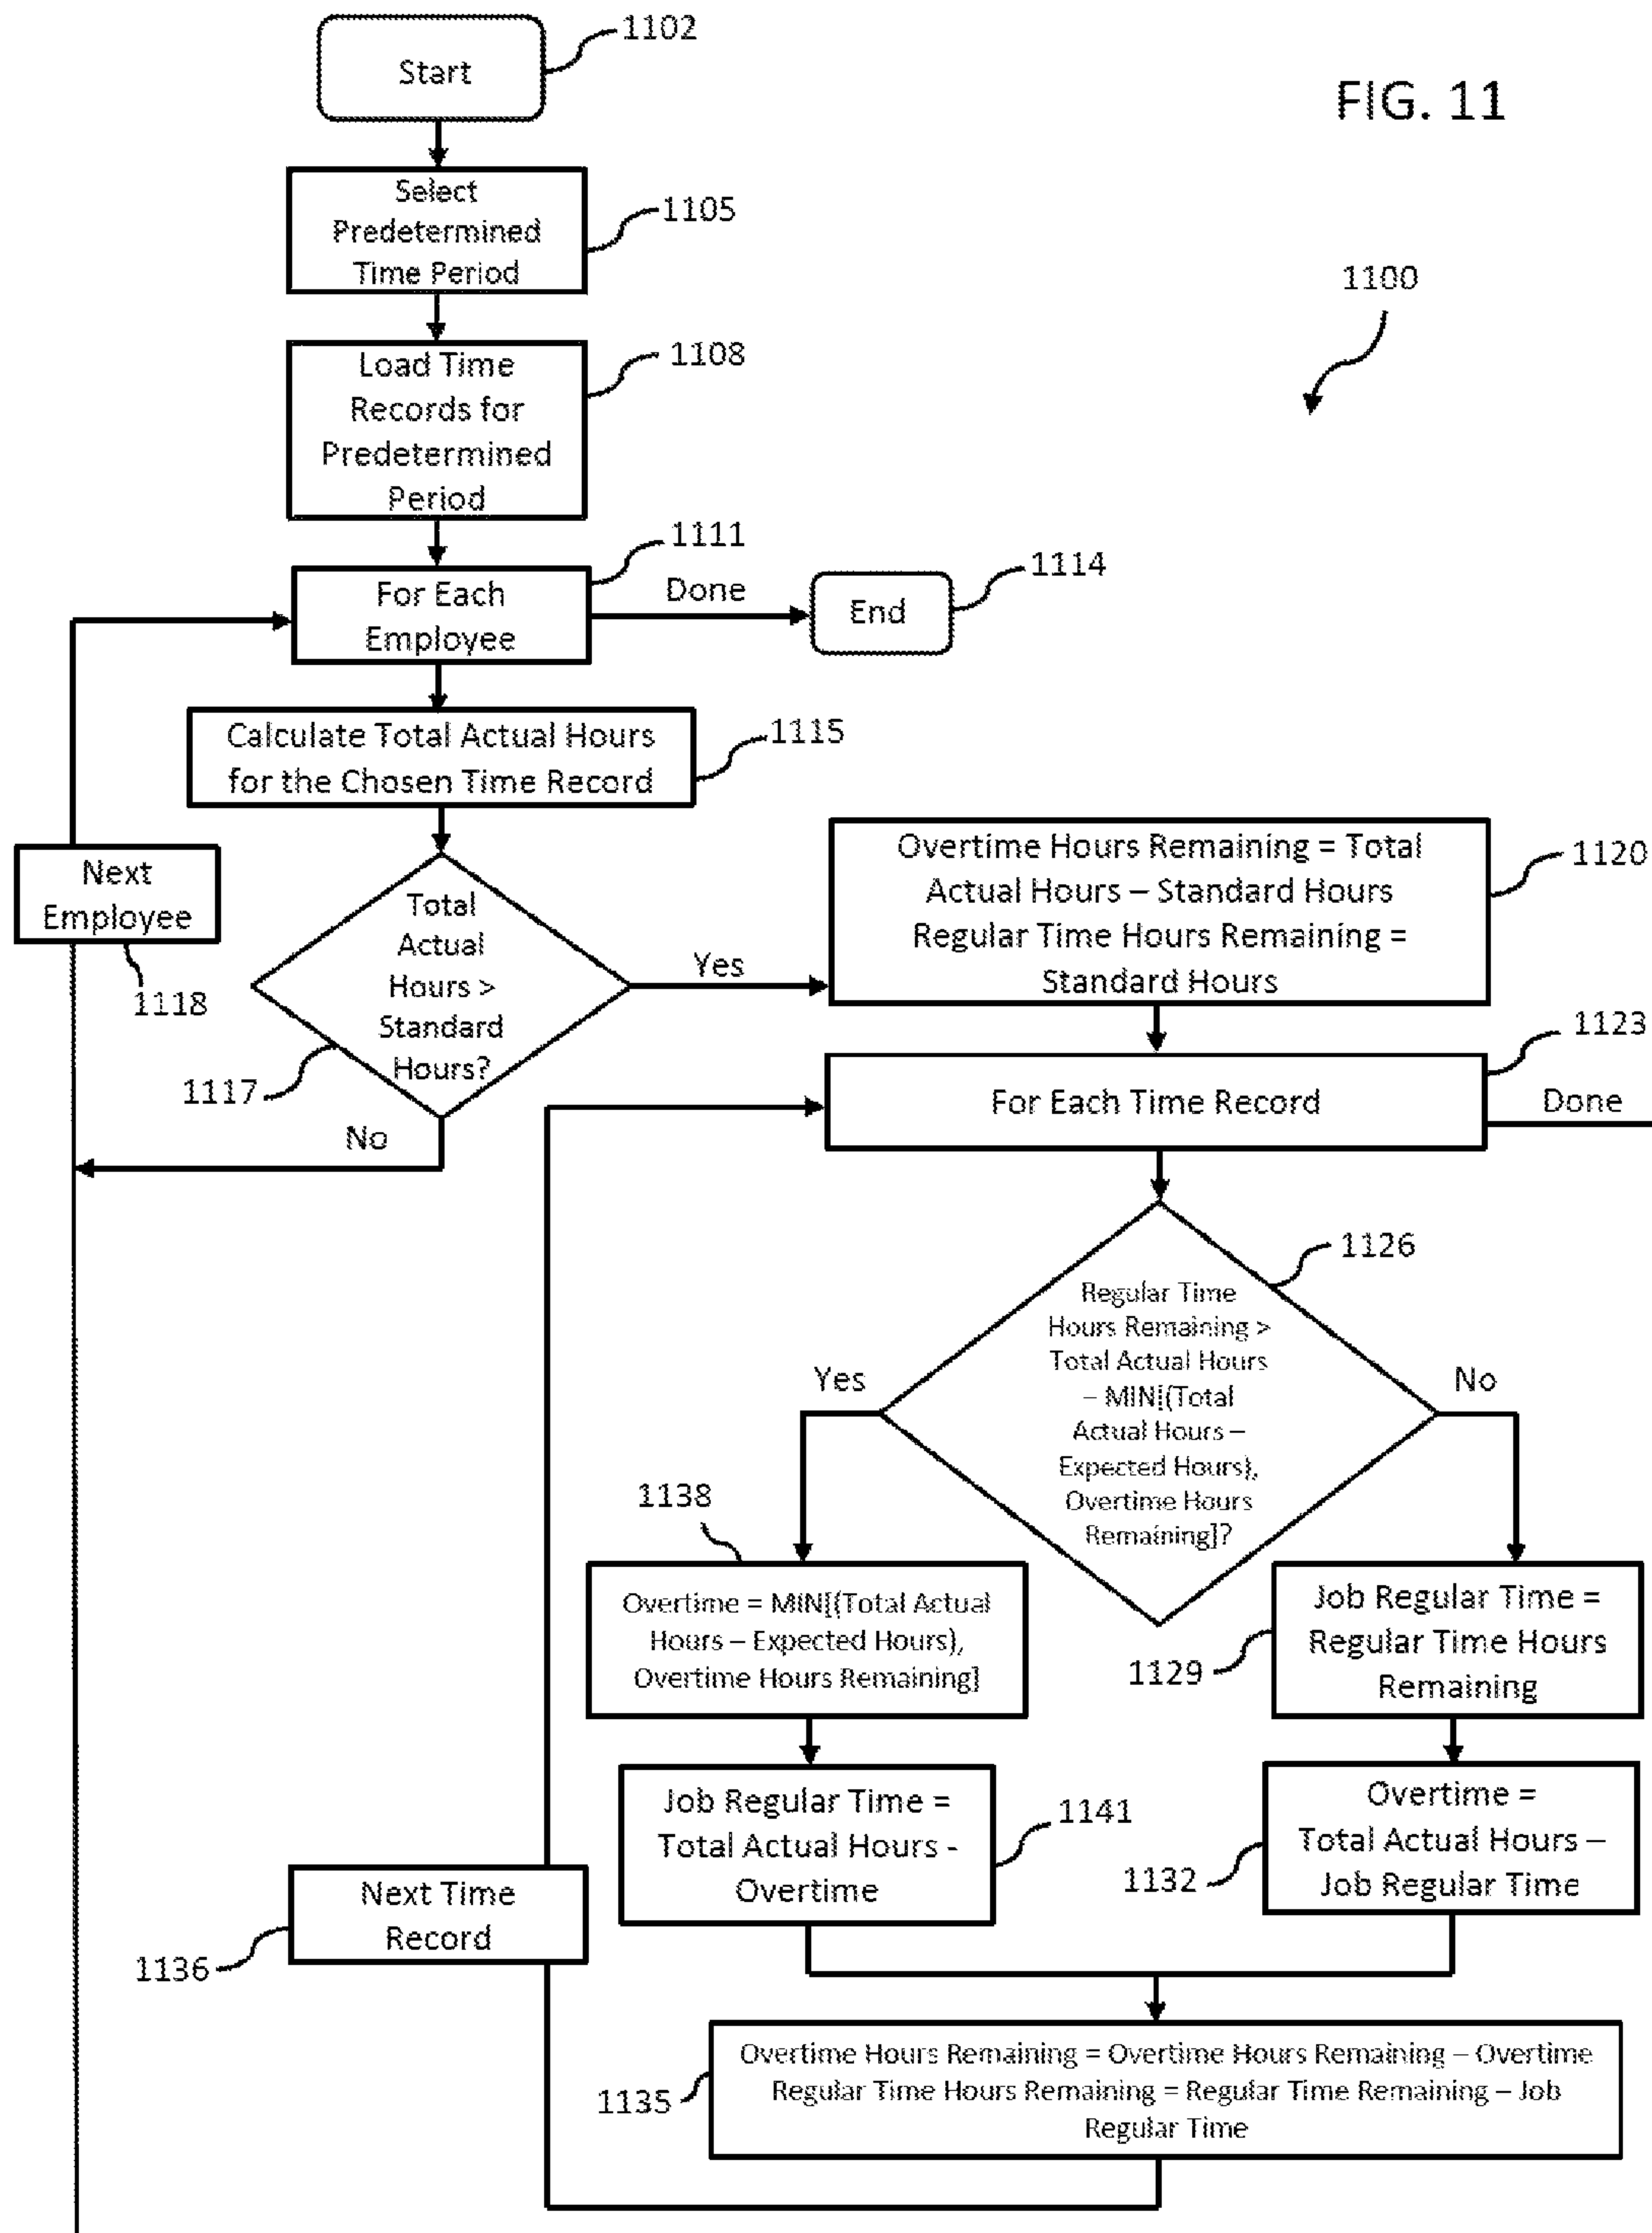 1102
Start
FIG. 11
Select
Predetermined
Time Period
1105
1100
Load Time
Records for
Predetermined
Period
1108
1111
For Each
Employee
Done
End
1114
Calculate Total Actual Hours
for the Chosen Time Record
1115
Next
Employee
1118
Total
Actual
Hours >
Standard
Hours?
1117
Yes
No
Overtime Hours Remaining = Total
Actual Hours – Standard Hours
Regular Time Hours Remaining =
Standard Hours
1120
1123
For Each Time Record
Done
1126
Regular Time
Hours Remaining >
Total Actual Hours
– MIN[(Total
Actual Hours –
Expected Hours),
Overtime Hours
Remaining]?
Yes
No
1138
Overtime = MIN[(Total Actual
Hours – Expected Hours),
Overtime Hours Remaining]
Job Regular Time =
Regular Time Hours
Remaining
1129
Job Regular Time =
Total Actual Hours -
Overtime
1141
Overtime =
Total Actual Hours –
Job Regular Time
1132
Next Time
Record
1136
Overtime Hours Remaining = Overtime Hours Remaining – Overtime
Regular Time Hours Remaining = Regular Time Remaining – Job
Regular Time
1135